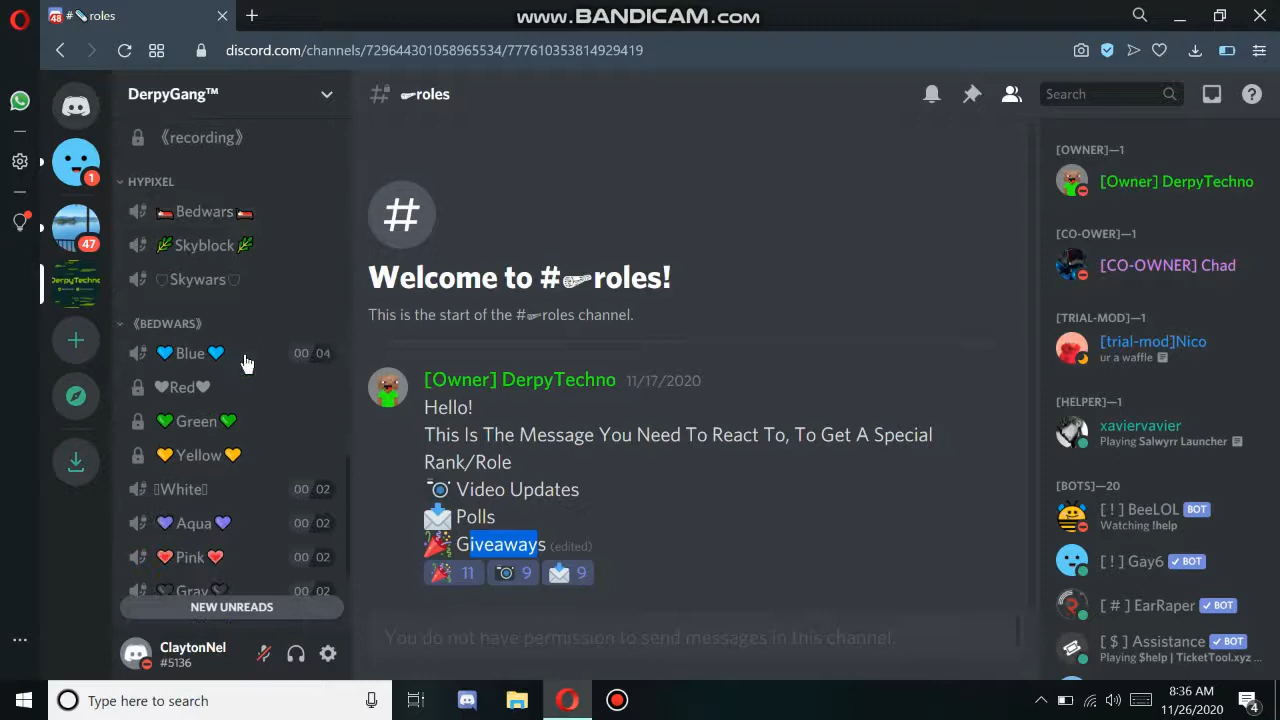 www.BANDICAM.com
48
#✎roles
discord.com/channels/729644301058965534/777610353814929419
DerpyGang™
#roles
Search
《recording》
HYPIXEL
Bedwars
Skyblock
Skywars
《BEDWARS》
Blue
00 04
Red
Green
Yellow
White
00 02
Aqua
00 02
Pink
00 02
Gray
00 02
NEW UNREADS
ClaytonNel
#5136
1
47
DerpyTechno
Welcome to #roles!
This is the start of the #roles channel.
[Owner] DerpyTechno 11/17/2020
Hello!
This Is The Message You Need To React To, To Get A Special
Rank/Role
📷 Video Updates
📩 Polls
🎉 Giveaways (edited)
🎉 11 📷 9 📩 9
You do not have permission to send messages in this channel.
[OWNER]—1
[Owner] DerpyTechno
[CO-OWER]—1
[CO-OWNER] Chad
[TRIAL-MOD]—1
[trial-mod]Nico
ur a waffle
[HELPER]—1
xaviervavier
Playing Salwyrr Launcher
[BOTS]—20
[ ! ] BeeLOL BOT
Watching !help
[ ! ] Gay6 ✓ BOT
[ # ] EarRaper ✓ BOT
[ $ ] Assistance ✓ BOT
Playing $help | TicketTool.xyz ...
Type here to search
8:36 AM
11/26/2020
4